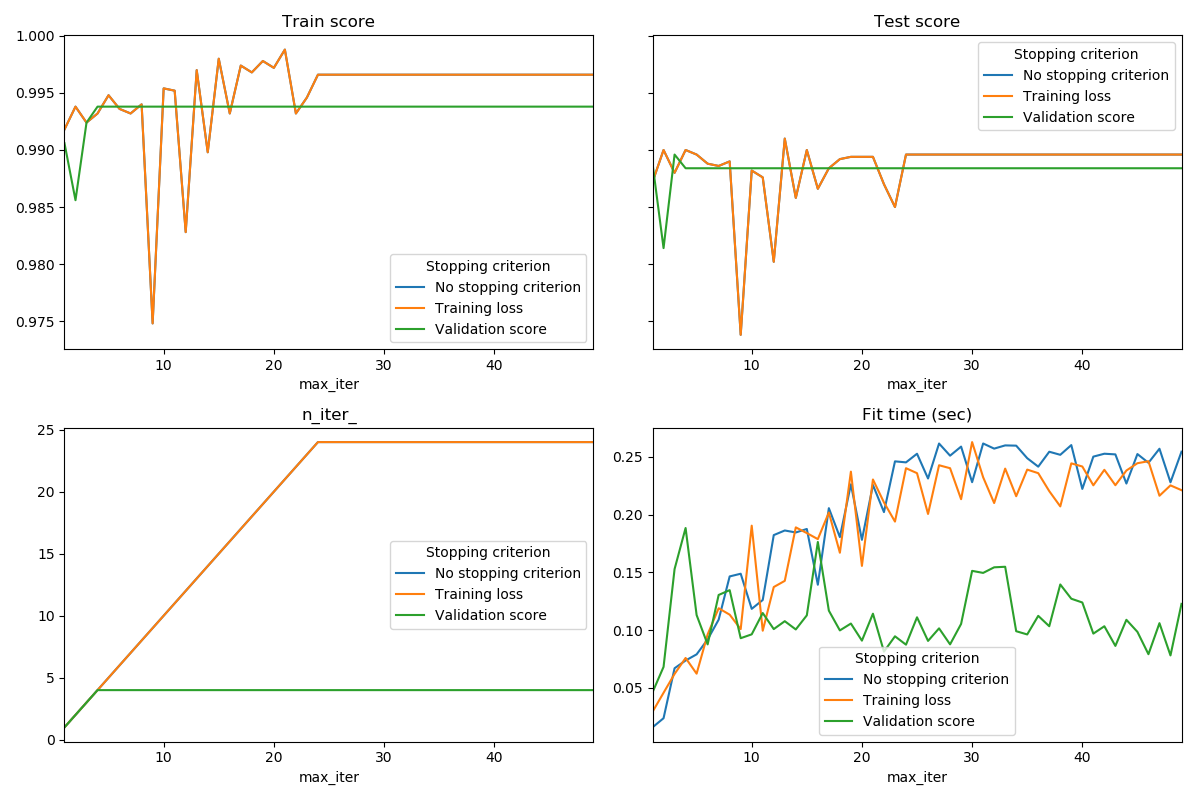 Train score
1.000
0.995
0.990
0.985
0.980
0.975
Stopping criterion
No stopping criterion
Training loss
Validation score
10
20
30
40
max_iter
Test score
Stopping criterion
No stopping criterion
Training loss
Validation score
10
20
30
40
max_iter
n_iter_
25
20
15
10
5
0
Stopping criterion
No stopping criterion
Training loss
Validation score
10
20
30
40
max_iter
Fit time (sec)
0.25
0.20
0.15
0.10
0.05
Stopping criterion
No stopping criterion
Training loss
Validation score
10
20
30
40
max_iter